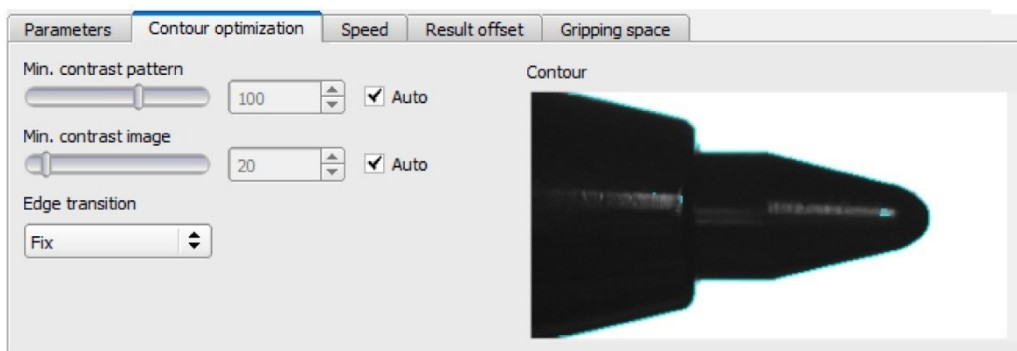 Parameters Contour optimization Speed Result offset Gripping space
Min. contrast pattern
100 Auto
Min. contrast image
20 Auto
Edge transition
Fix
Contour